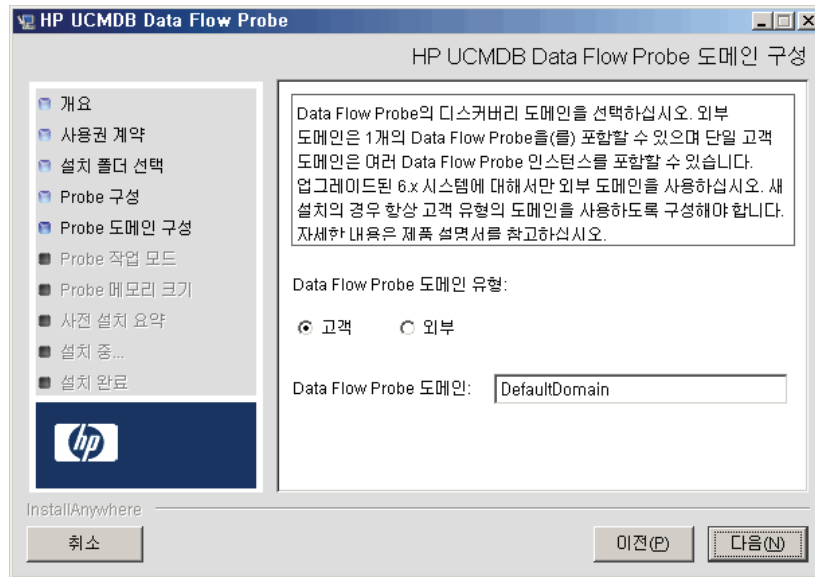 HP UCMDB Data Flow Probe
HP UCMDB Data Flow Probe 도메인 구성
개요
사용권 계약
설치 폴더 선택
Probe 구성
Probe 도메인 구성
Probe 작업 모드
Probe 메모리 크기
사전 설치 요약
설치 중...
설치 완료
hp
Data Flow Probe의 디스커버리 도메인을 선택하십시오. 외부
도메인은 1개의 Data Flow Probe을(를) 포함할 수 있으며 단일 고객
도메인은 여러 Data Flow Probe 인스턴스를 포함할 수 있습니다.
업그레이드된 6.x 시스템에 대해서만 외부 도메인을 사용하십시오. 새
설치의 경우 항상 고객 유형의 도메인을 사용하도록 구성해야 합니다.
자세한 내용은 제품 설명서를 참고하십시오.
Data Flow Probe 도메인 유형:
고객 외부
Data Flow Probe 도메인: DefaultDomain
InstallAnywhere
취소 이전(P) 다음(N)